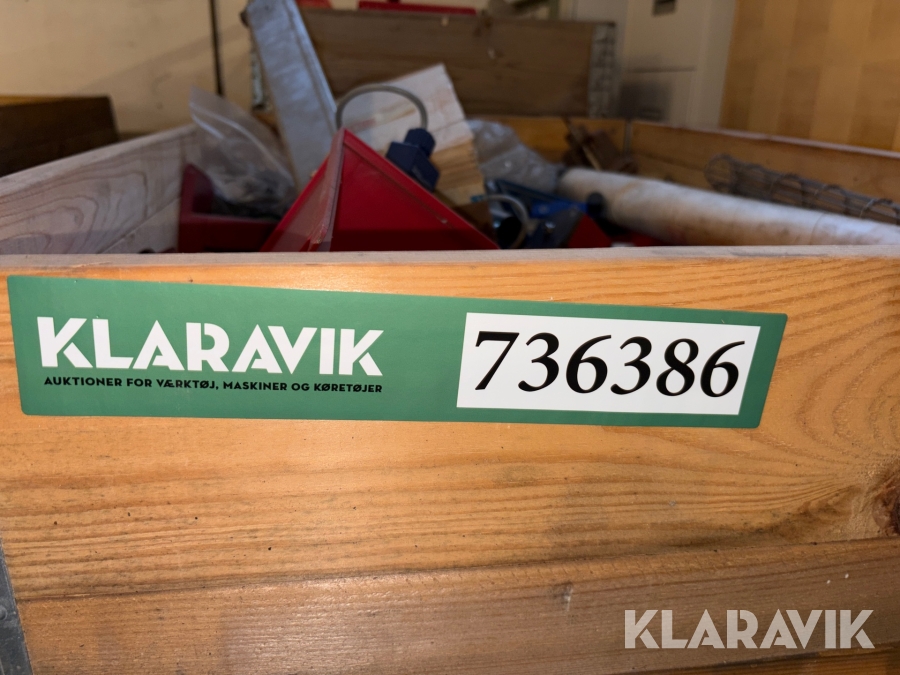 KLARAVIK
AUKTIONER FOR VÆRKTØJ, MASKINER OG KØRETØJER
736386
KLARAVIK